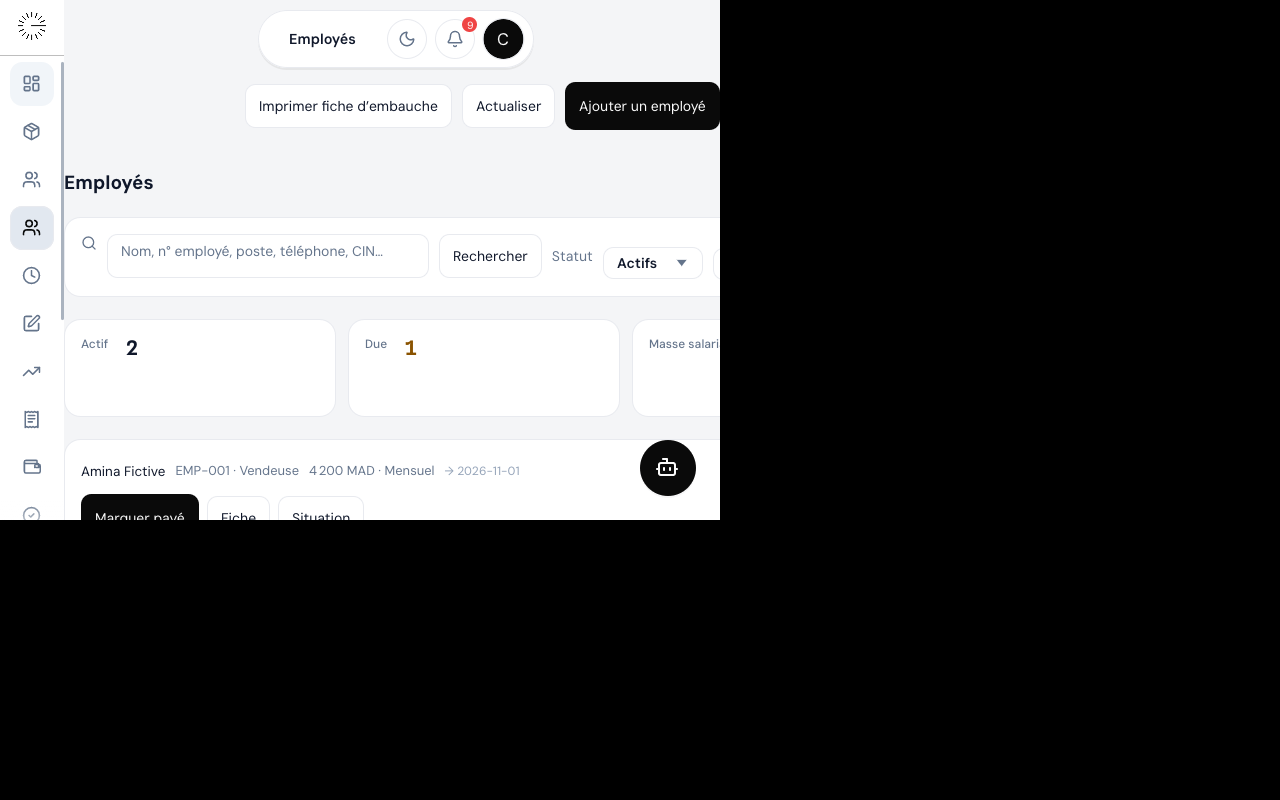 Employés
9
C
Imprimer fiche d'embauche
Actualiser
Ajouter un employé
Employés
Nom, n° employé, poste, téléphone, CIN...
Rechercher
Statut
Actifs
Actif 2
Due 1
Masse salari
Amina Fictive EMP-001 · Vendeuse 4 200 MAD · Mensuel → 2026-11-01
Marquer payé
Fiche
Situation